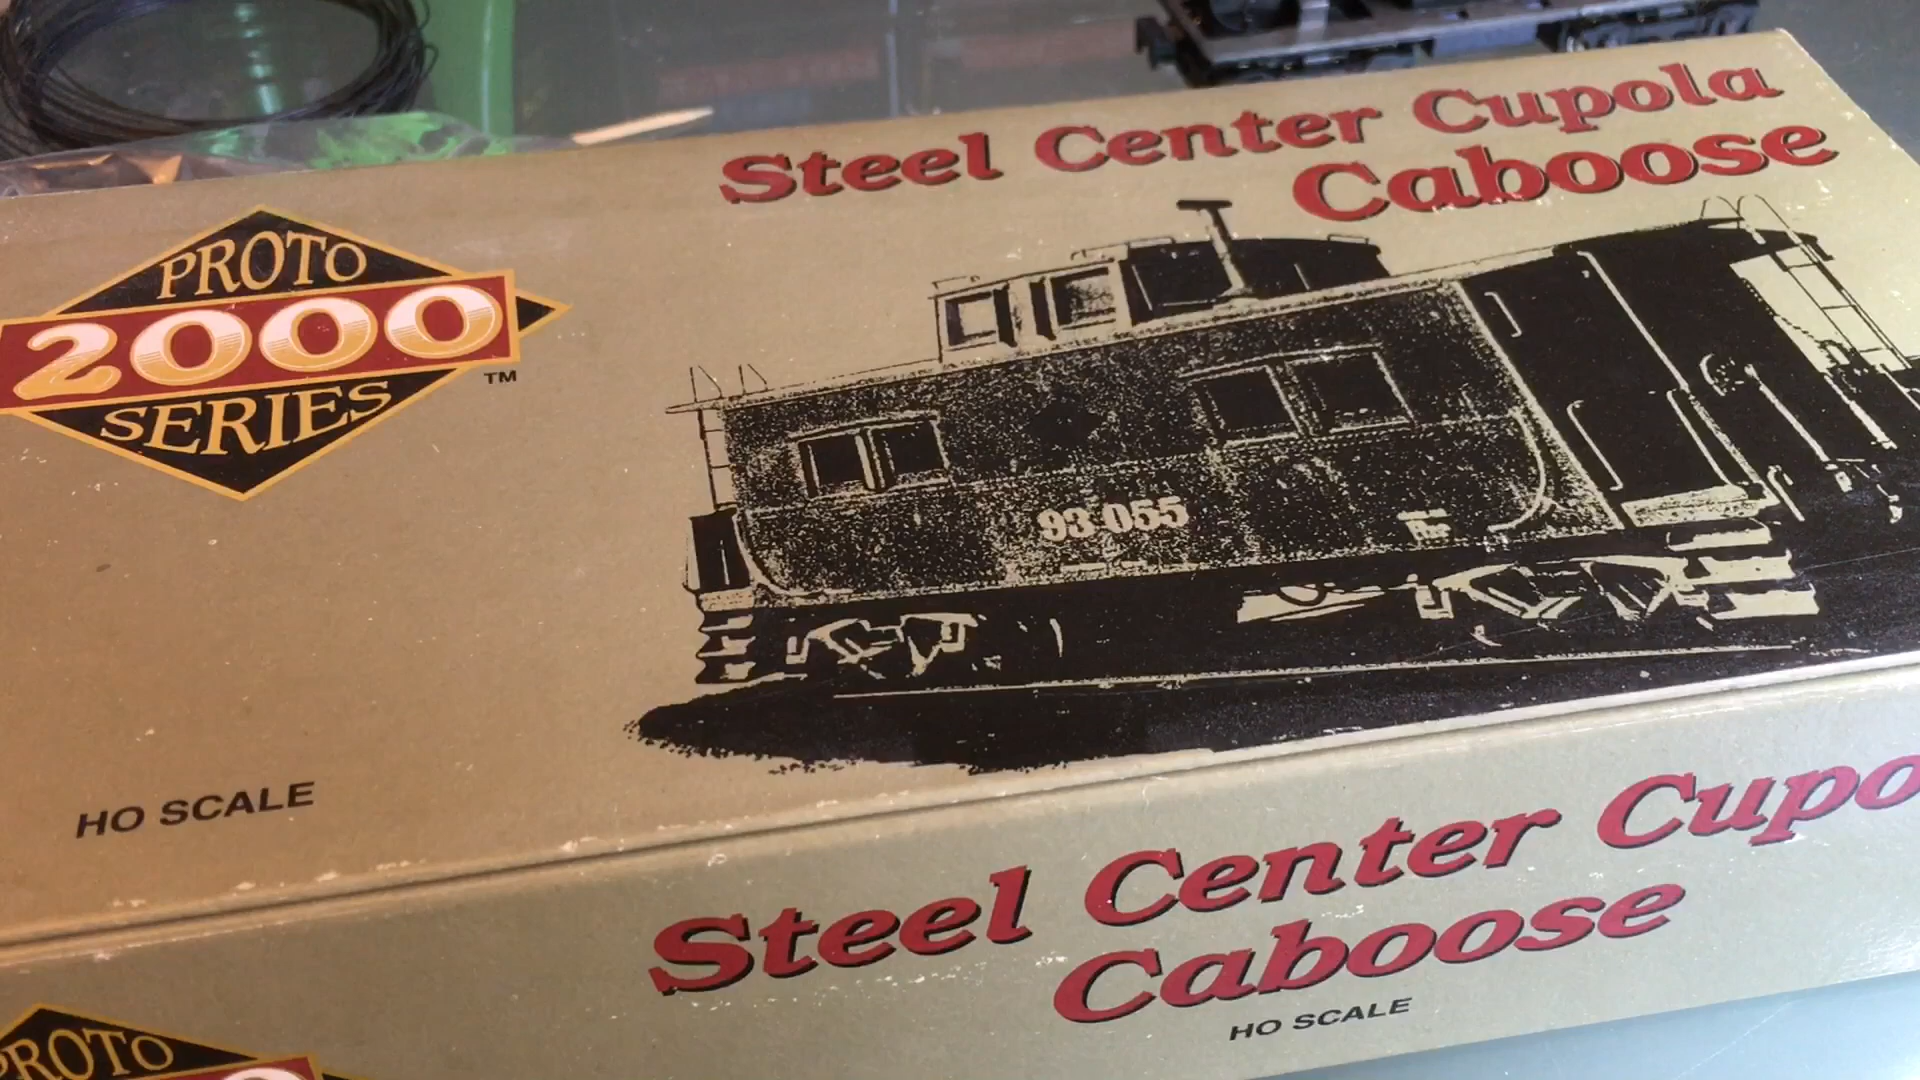 Steel Center Cupola
Caboose
PROTO
2000
SERIES
TM
93 055
HO SCALE
Steel Center Cupo
Caboose
HO SCALE
PROTO